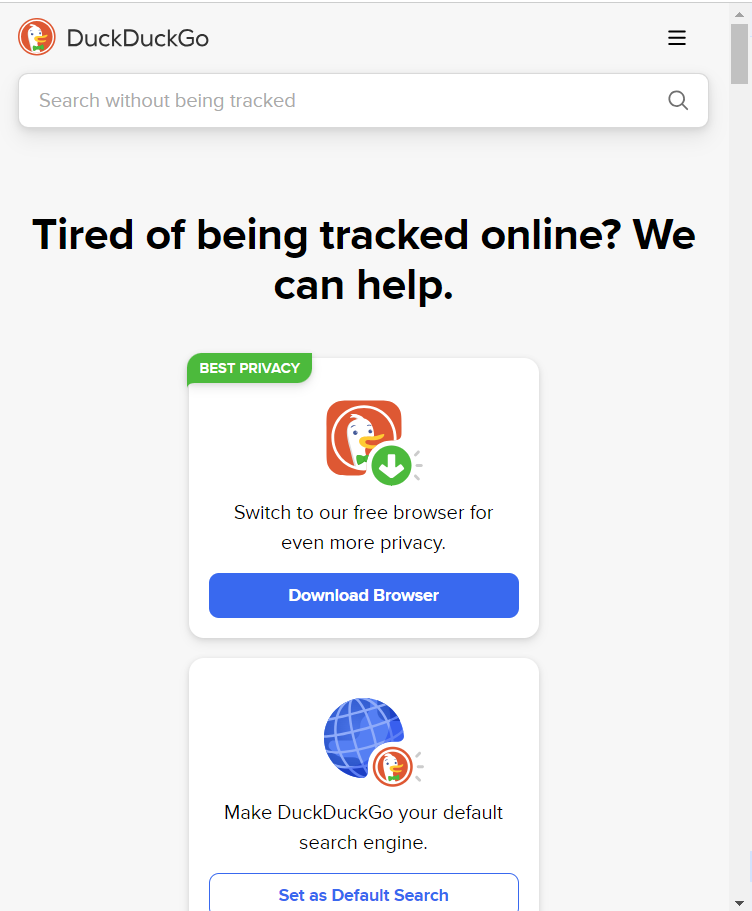 DuckDuckGo
Search without being tracked
Tired of being tracked online? We
can help.
BEST PRIVACY
Switch to our free browser for
even more privacy.
Download Browser
Make DuckDuckGo your default
search engine.
Set as Default Search